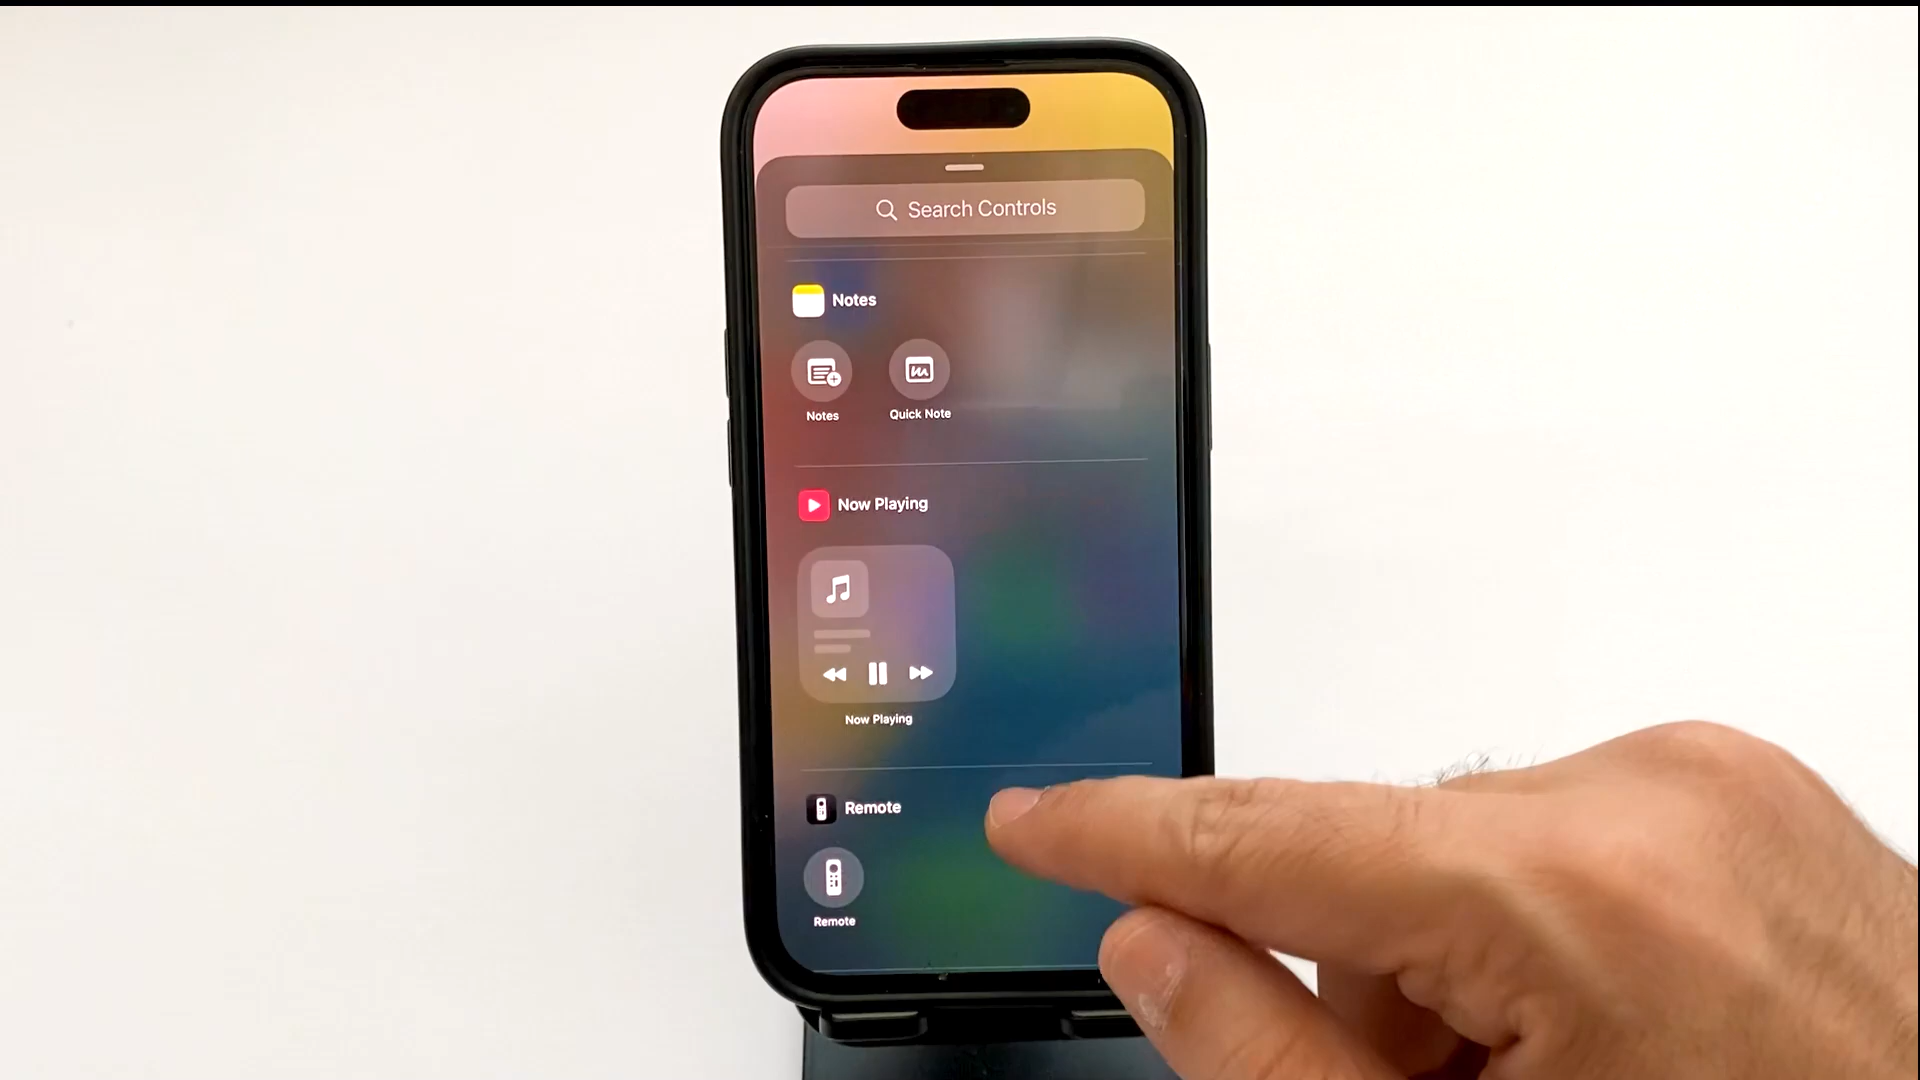 Search Controls
Notes
Notes
Quick Note
Now Playing
Now Playing
Remote
Remote